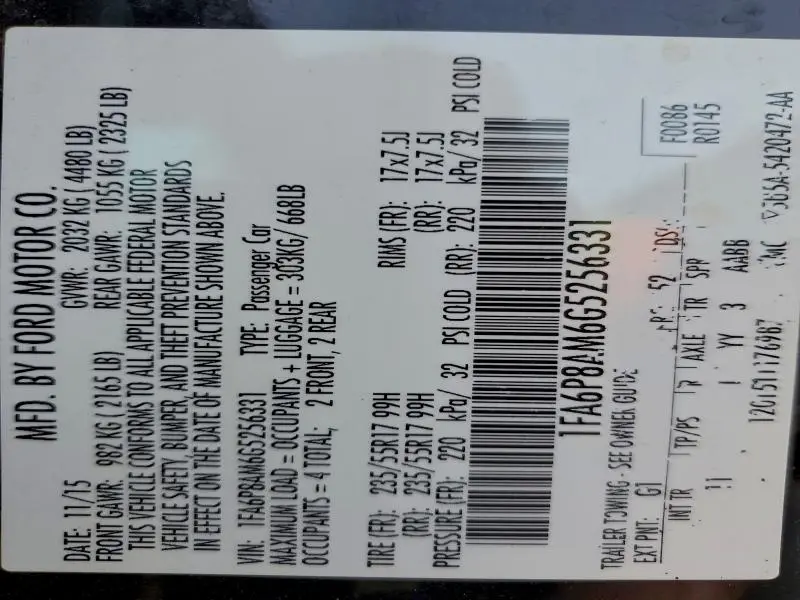 MFD. BY FORD MOTOR CO.
DATE: 11/15 GVWR: 2032 KG ( 4480 LB)
FRONT GAWR: 982 KG ( 2165 LB) REAR GAWR: 1055 KG ( 2325 LB)
THIS VEHICLE CONFORMS TO ALL APPLICABLE FEDERAL MOTOR
VEHICLE SAFETY, BUMPER, AND THEFT PREVENTION STANDARDS
IN EFFECT ON THE DATE OF MANUFACTURE SHOWN ABOVE.
VIN: 1FA6P8AM6G5256331 TYPE: Passenger Car
MAXIMUM LOAD = OCCUPANTS + LUGGAGE = 303KG/ 668LB
OCCUPANTS = 4 TOTAL; 2 FRONT, 2 REAR
TIRE (FR): 235/55R17 99H RIMS (FR): 17x7.5J
(RR): 235/55R17 99H (RR): 17x7.5J
PRESSURE (FR): 220 kPa/ 32 PSI COLD (RR): 220 kPa/ 32 PSI COLD
1FA6P8AM6G5256331
F0086
R0145
TRAILER TOWING - SEE OWNER GUIDE
EXT PNT: G1 52 DSO:
INT TR TP/PS R AXLE TR SPR
11 YY 3 AABB
5420472-AA